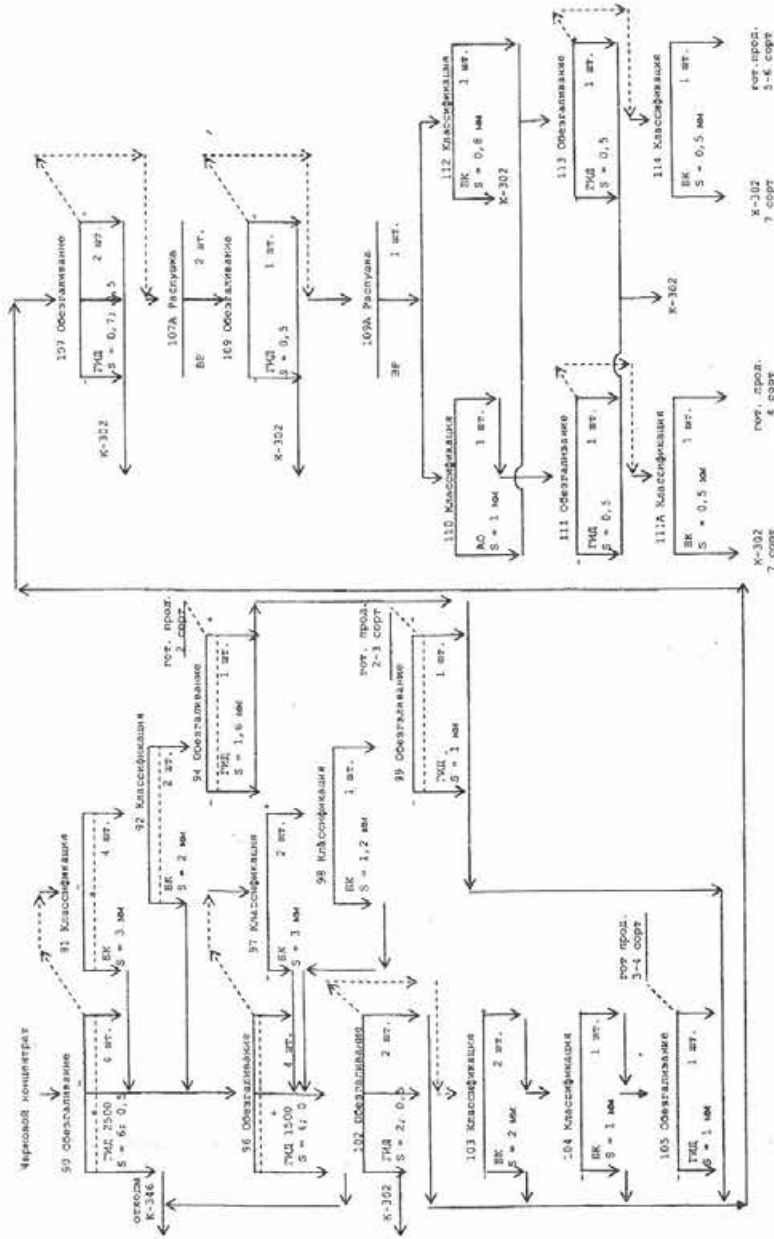 Черновой концентрат
90 Обезгаливание
ГИД 2500
S = 6; 0,5
4 шт.
отходы
К-346
91 Классификация
ВК
4 шт.
S = 3 мм
92 Классификация
ВК
2 шт.
S = 2 мм
гот. прод.
2 сорт
94 Обезгаливание
ГИД
1 шт.
S = 1,6 мм
96 Обезгаливание
ГИД 1500
4 шт.
97 Классификация
ВК
2 шт.
S = 3 мм
98 Классификация
ВК
1 шт.
S = 1,2 мм
гот. прод.
2-3 сорт
99 Обезгаливание
ГИД
1 шт.
S = 1 мм
102 Обезгаливание
ГИД
2 шт.
S = 2; 0,5
К-302
103 Классификация
ВК
2 шт.
S = 2 мм
104 Классификация
ВК
1 шт.
S = 1 мм
гот прод.
3-4 сорт
105 Обезгаливание
ГИД
1 шт.
S = 1 мм
107 Обезгаливание
ГИД
2 шт.
S = 0,7; 0,5
К-302
107А Распушка
ВР
2 шт.
109 Обезгаливание
ГИД
1 шт.
S = 0,5
К-302
109А Распушка
ВР
1 шт.
110 Классификация
АО
1 шт.
S = 1 мм
112 Классификация
ВК
1 шт.
S = 0,8 мм
К-302
111 Обезгаливание
ГИД
1 шт.
S = 0,5
113 Обезгаливание
ГИД
1 шт.
S = 0,5
К-302
111А Классификация
ВК
1 шт.
S = 0,5 мм
114 Классификация
ВК
1 шт.
S = 0,5 мм
К-302
7 сорт
гот. прод.
4 сорт
К-302
7 сорт
гот.прод.
5-6 сорт